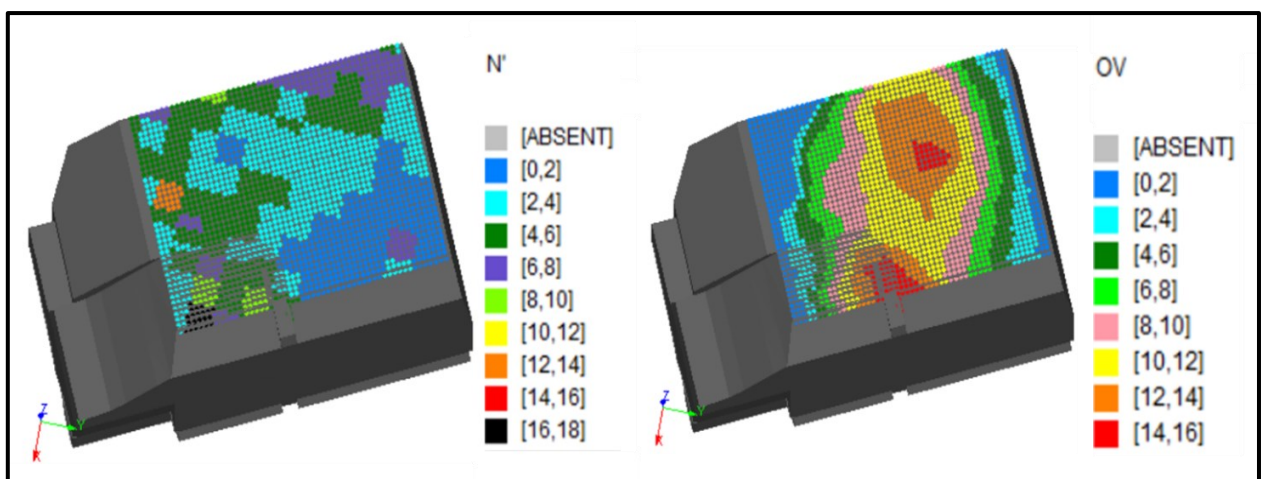 N'
[ABSENT]
[0,2]
[2,4]
[4,6]
[6,8]
[8,10]
[10,12]
[12,14]
[14,16]
[16,18]
Z
Y
X
OV
[ABSENT]
[0,2]
[2,4]
[4,6]
[6,8]
[8,10]
[10,12]
[12,14]
[14,16]
Z
Y
X